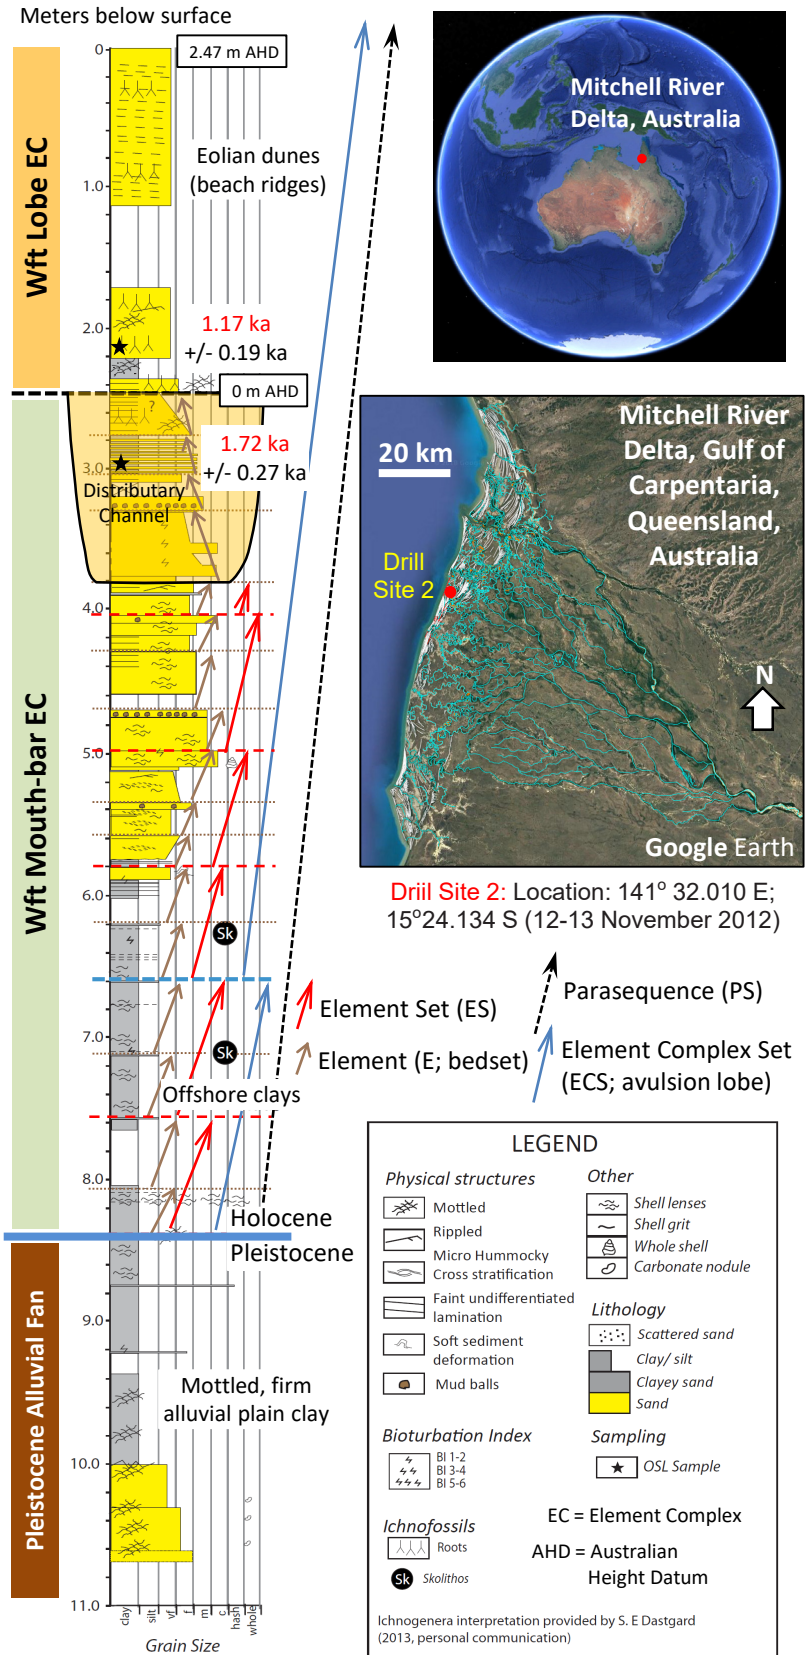 Meters below surface
0
2.47 m AHD
Eolian dunes
(beach ridges)
1.0
Wft Lobe EC
2.0
1.17 ka
+/- 0.19 ka
0 m AHD
?
1.72 ka
+/- 0.27 ka
3.0
Distributary
Channel
4.0
Wft Mouth-bar EC
5.0
6.0
Sk
7.0
Sk
Offshore clays
8.0
Holocene
Pleistocene
9.0
Pleistocene Alluvial Fan
Mottled, firm
alluvial plain clay
10.0
11.0
clay
silt
vf
f
m
c
hash
whole
Grain Size
Mitchell River
Delta, Australia
Mitchell River
Delta, Gulf of
Carpentaria,
Queensland,
Australia
20 km
Drill
Site 2
N
Google Earth
Driill Site 2: Location: 141° 32.010 E;
15°24.134 S (12-13 November 2012)
Element Set (ES)
Element (E; bedset)
Parasequence (PS)
Element Complex Set
(ECS; avulsion lobe)
LEGEND
Physical structures
Mottled
Rippled
Micro Hummocky
Cross stratification
Faint undifferentiated
lamination
Soft sediment
deformation
Mud balls
Bioturbation Index
BI 1-2
BI 3-4
BI 5-6
Ichnofossils
Roots
Sk
Skolithos
Other
Shell lenses
Shell grit
Whole shell
Carbonate nodule
Lithology
Scattered sand
Clay/ silt
Clayey sand
Sand
Sampling
OSL Sample
EC = Element Complex
AHD = Australian
Height Datum
Ichnogenera interpretation provided by S. E Dastgard
(2013, personal communication)